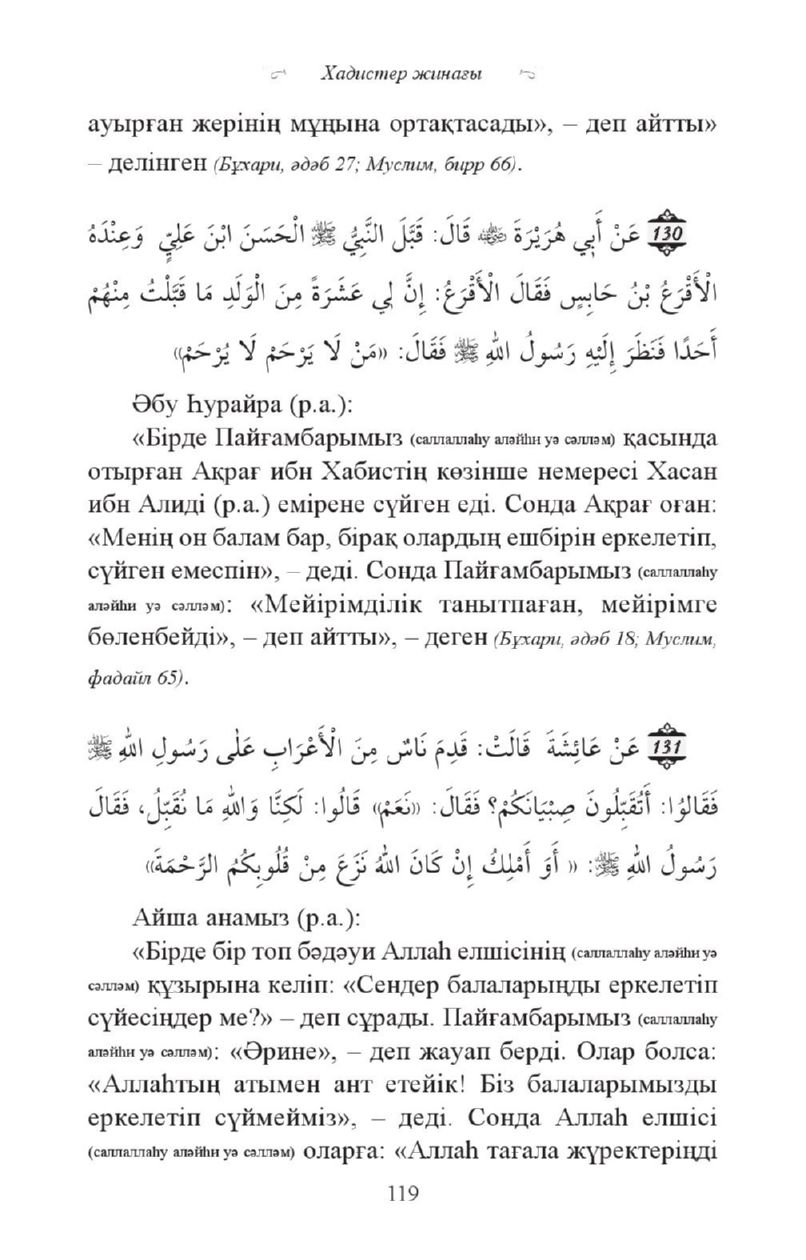 Хадистер жинағы
ауырған жерінің мұңына ортақтасады», – деп айтты»
– делінген (Бұхари, әдәб 27; Муслим, бирр 66).
130 عَنْ أَبِي هُرَيْرَةَ ﷺ قَالَ: قَبَّلَ النَّبِيُّ ﷺ الْحَسَنَ ابْنَ عَلِيٍّ وَعِنْدَهُ
الْأَقْرَعُ بْنُ حَابِسٍ فَقَالَ الْأَقْرَعُ: إِنَّ لِي عَشَرَةً مِنَ الْوَلَدِ مَا قَبَّلْتُ مِنْهُمْ
أَحَدًا فَنَظَرَ إِلَيْهِ رَسُولُ اللهِ ﷺ فَقَالَ: «مَنْ لَا يَرْحَمْ لَا يُرْحَمْ»
Әбу Һурайра (р.а.):
«Бірде Пайғамбарымыз (саллаллаһу аләйһи уә сәлләм) қасында
отырған Ақрағ ибн Хабистің көзінше немересі Хасан
ибн Алиді (р.а.) емірене сүйген еді. Сонда Ақрағ оған:
«Менің он балам бар, бірақ олардың ешбірін еркелетіп,
сүйген емеспін», – деді. Сонда Пайғамбарымыз (саллаллаһу
аләйһи уә сәлләм): «Мейірімділік танытпаған, мейірімге
бөленбейді», – деп айтты», – деген (Бұхари, әдәб 18; Муслим,
фадайл 65).
131 عَنْ عَائِشَةَ قَالَتْ: قَدِمَ نَاسٌ مِنَ الْأَعْرَابِ عَلَى رَسُولِ اللهِ ﷺ
فَقَالُوُا: أَتُقَبِّلُونَ صِبْيَانَكُمْ؟ فَقَالَ: «نَعَمْ» قَالُوا: لَكِنَّا وَاللهِ مَا نُقَبِّلُ، فَقَالَ
رَسُولُ اللهِ ﷺ: « أَوَ أَمْلِكُ إِنْ كَانَ اللهُ نَزَعَ مِنْ قُلُوبِكُمُ الرَّحْمَةَ»
Айша анамыз (р.а.):
«Бірде бір топ бәдәуи Аллаһ елшісінің (саллаллаһу аләйһи уә
сәлләм) құзырына келіп: «Сендер балаларыңды еркелетіп
сүйесіңдер ме?» – деп сұрады. Пайғамбарымыз (саллаллаһу
аләйһи уә сәлләм): «Әрине», – деп жауап берді. Олар болса:
«Аллаһтың атымен ант етейік! Біз балаларымызды
еркелетіп сүймейміз», – деді. Сонда Аллаһ елшісі
(саллаллаһу аләйһи уә сәлләм) оларға: «Аллаһ тағала жүректеріңді
119